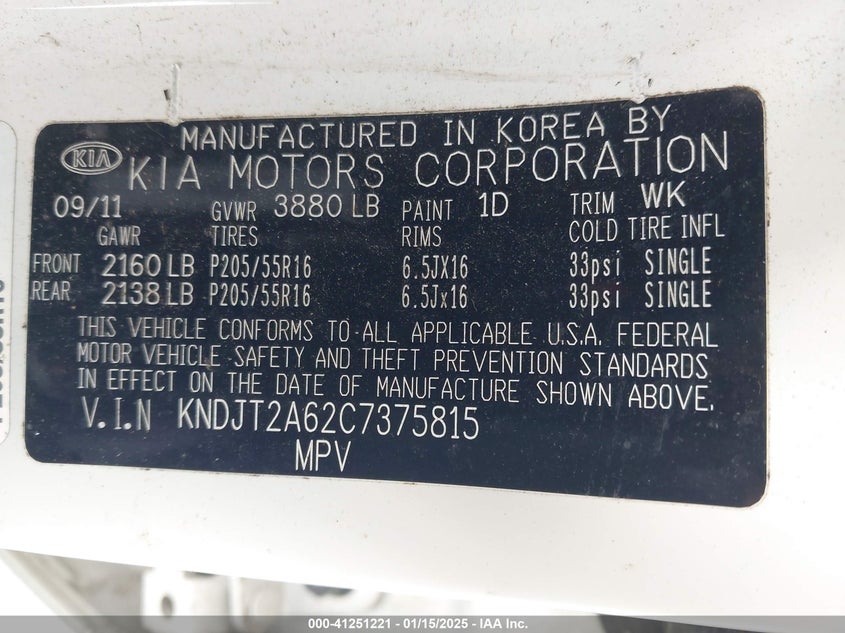 MANUFACTURED IN KOREA BY
KIA KIA MOTORS CORPORATION
09/11 GVWR 3880 LB PAINT 1D TRIM WK
GAWR TIRES RIMS COLD TIRE INFL
FRONT 2160 LB P205/55R16 6.5JX16 33psi SINGLE
REAR 2138 LB P205/55R16 6.5Jx16 33psi SINGLE
THIS VEHICLE CONFORMS TO ALL APPLICABLE U.S.A. FEDERAL
MOTOR VEHICLE SAFETY AND THEFT PREVENTION STANDARDS
IN EFFECT ON THE DATE OF MANUFACTURE SHOWN ABOVE.
V.I.N KNDJT2A62C7375815
MPV
000-41251221 - 01/15/2025 - IAA Inc.